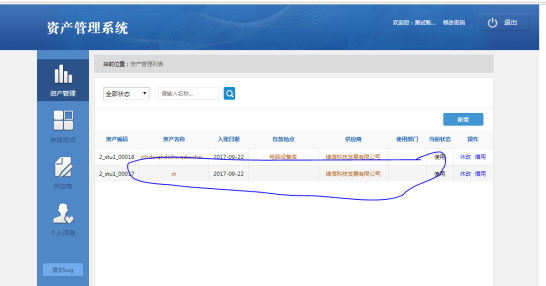 资产管理系统
欢迎您，测试账... 修改密码 退出
当前位置：资产管理列表
全部状态 请输入名称...
资产管理
新增
存放地点
资产编码 资产名称 入账日期 存放地点 供应商 使用部门 当前状态 操作
2_stu1_00018 2017-09-22 电脑设备库 维信科技发展有限公司 使用 修改 借用
2_stu1_00017 st 2017-09-22 维信科技发展有限公司 使用 修改 借用
供应商
个人信息
提交bug